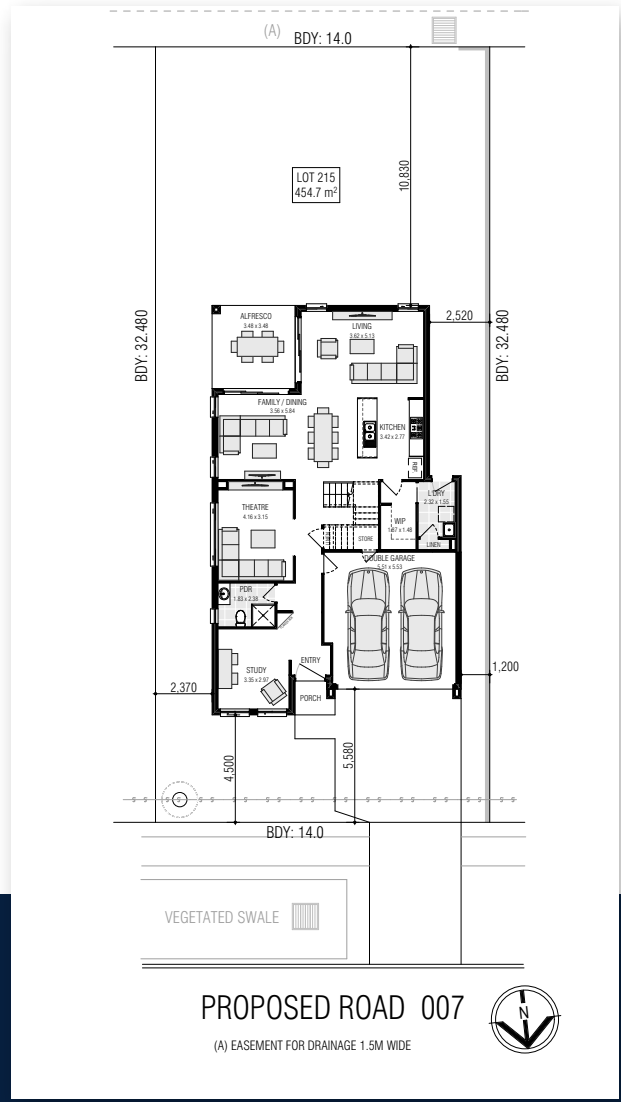 (A)
BDY: 14.0
LOT 215
454.7 m²
10,830
BDY: 32.480
2,520
BDY: 32.480
ALFRESCO
3.48 x 3.48
LIVING
3.62 x 5.13
FAMILY / DINING
3.56 x 5.84
KITCHEN
3.42 x 2.77
REF.
THEATRE
4.16 x 3.15
L'DRY
2.32 x 1.55
WIP
STORE
LINEN
DOUBLE GARAGE
5.51 x 5.53
PDR
1.83 x 2.38
STUDY
3.35 x 2.97
ENTRY
PORCH
1,200
2,370
4,500
5,580
S S S S S S S S S S S S S S S S S
BDY: 14.0
VEGETATED SWALE
PROPOSED ROAD 007
N
(A) EASEMENT FOR DRAINAGE 1.5M WIDE